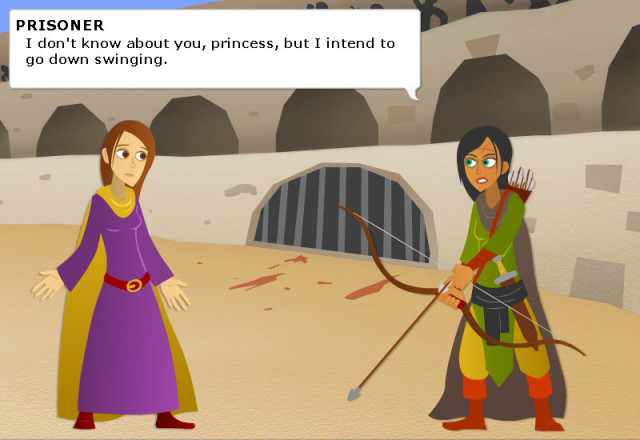 PRISONER
I don't know about you, princess, but I intend to
go down swinging.